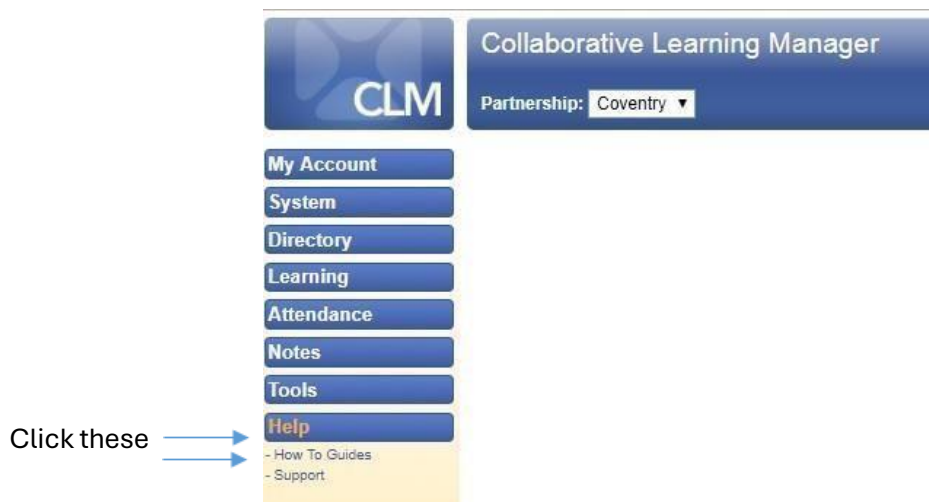 CLM
Collaborative Learning Manager
Partnership: Coventry
My Account
System
Directory
Learning
Attendance
Notes
Tools
Help
Click these
- How To Guides
- Support